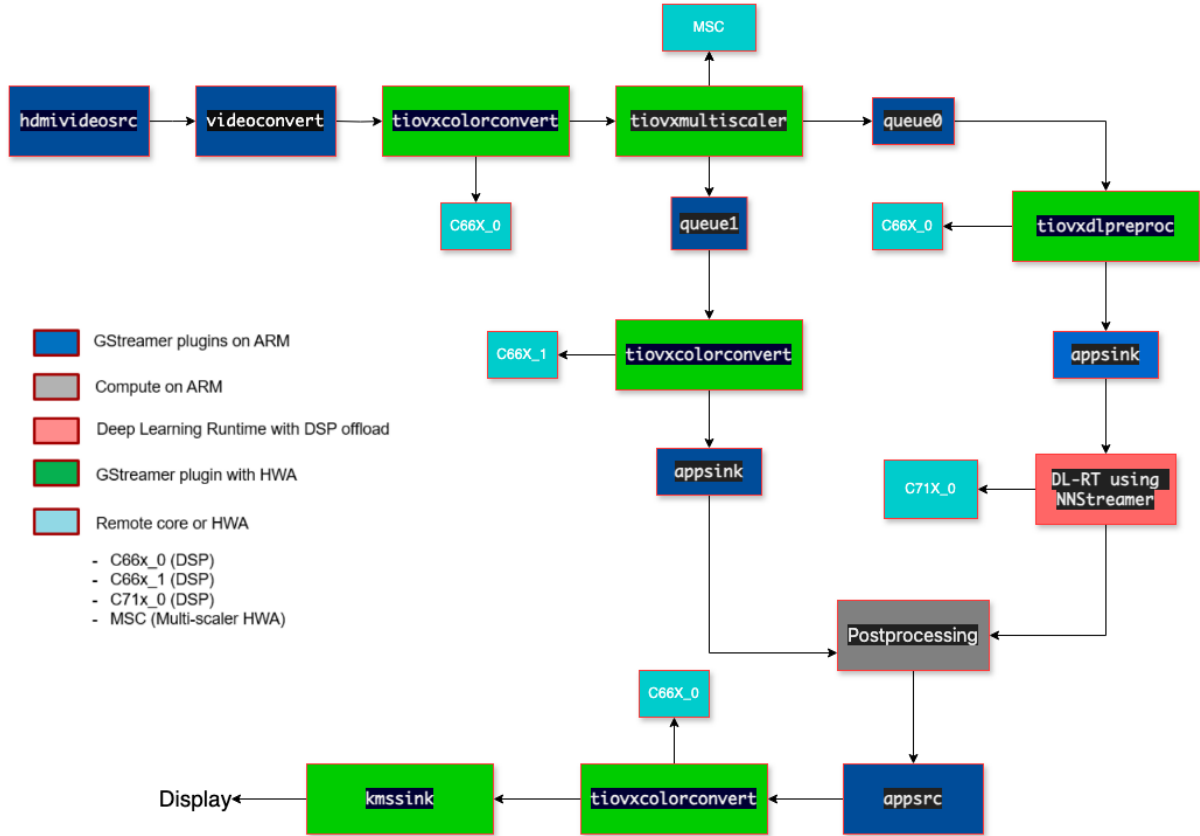 MSC
hdmivideosrc
videoconvert
tiovxcolorconvert
tiovxmultiscaler
queue0
C66X_0
queue1
C66X_0
tiovxdlpreproc
C66X_1
tiovxcolorconvert
appsink
GStreamer plugins on ARM
Compute on ARM
Deep Learning Runtime with DSP offload
GStreamer plugin with HWA
Remote core or HWA
- C66x_0 (DSP)
- C66x_1 (DSP)
- C71x_0 (DSP)
- MSC (Multi-scaler HWA)
appsink
C71X_0
DL-RT using
NNStreamer
Postprocessing
C66X_0
Display
kmssink
tiovxcolorconvert
appsrc